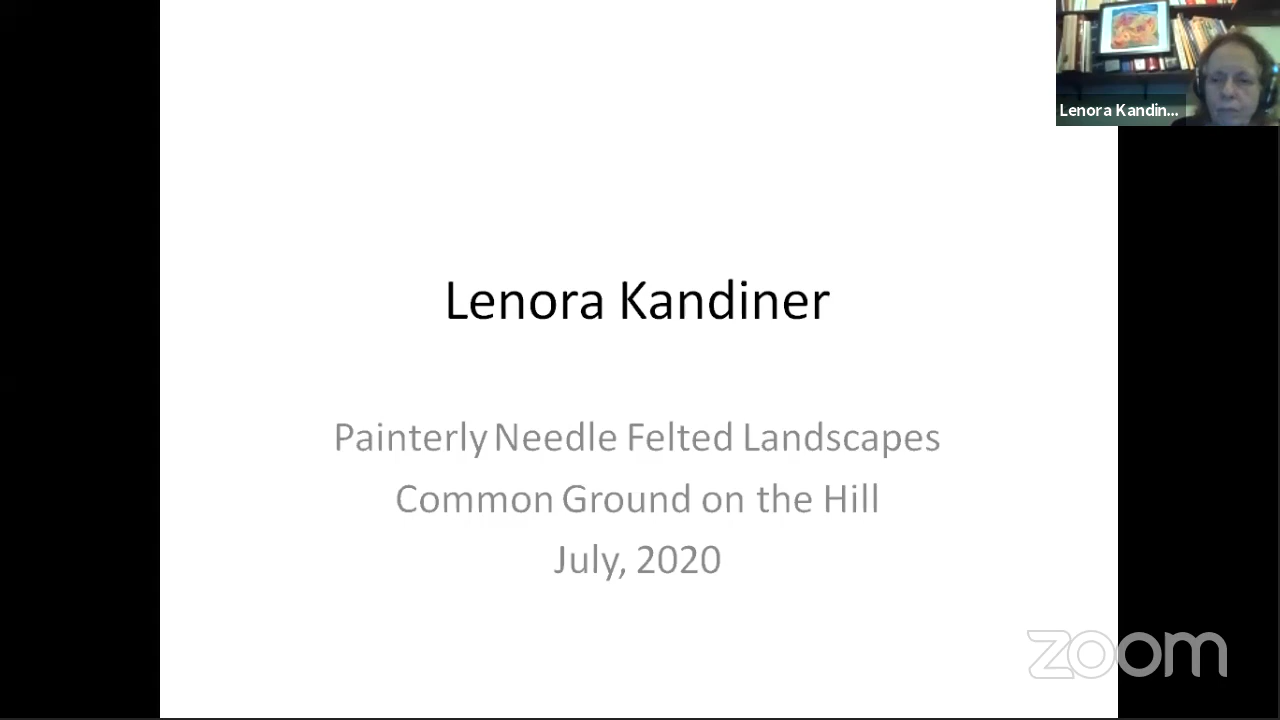 Lenora Kandin...
Lenora Kandiner
Painterly Needle Felted Landscapes
Common Ground on the Hill
July, 2020
zoom